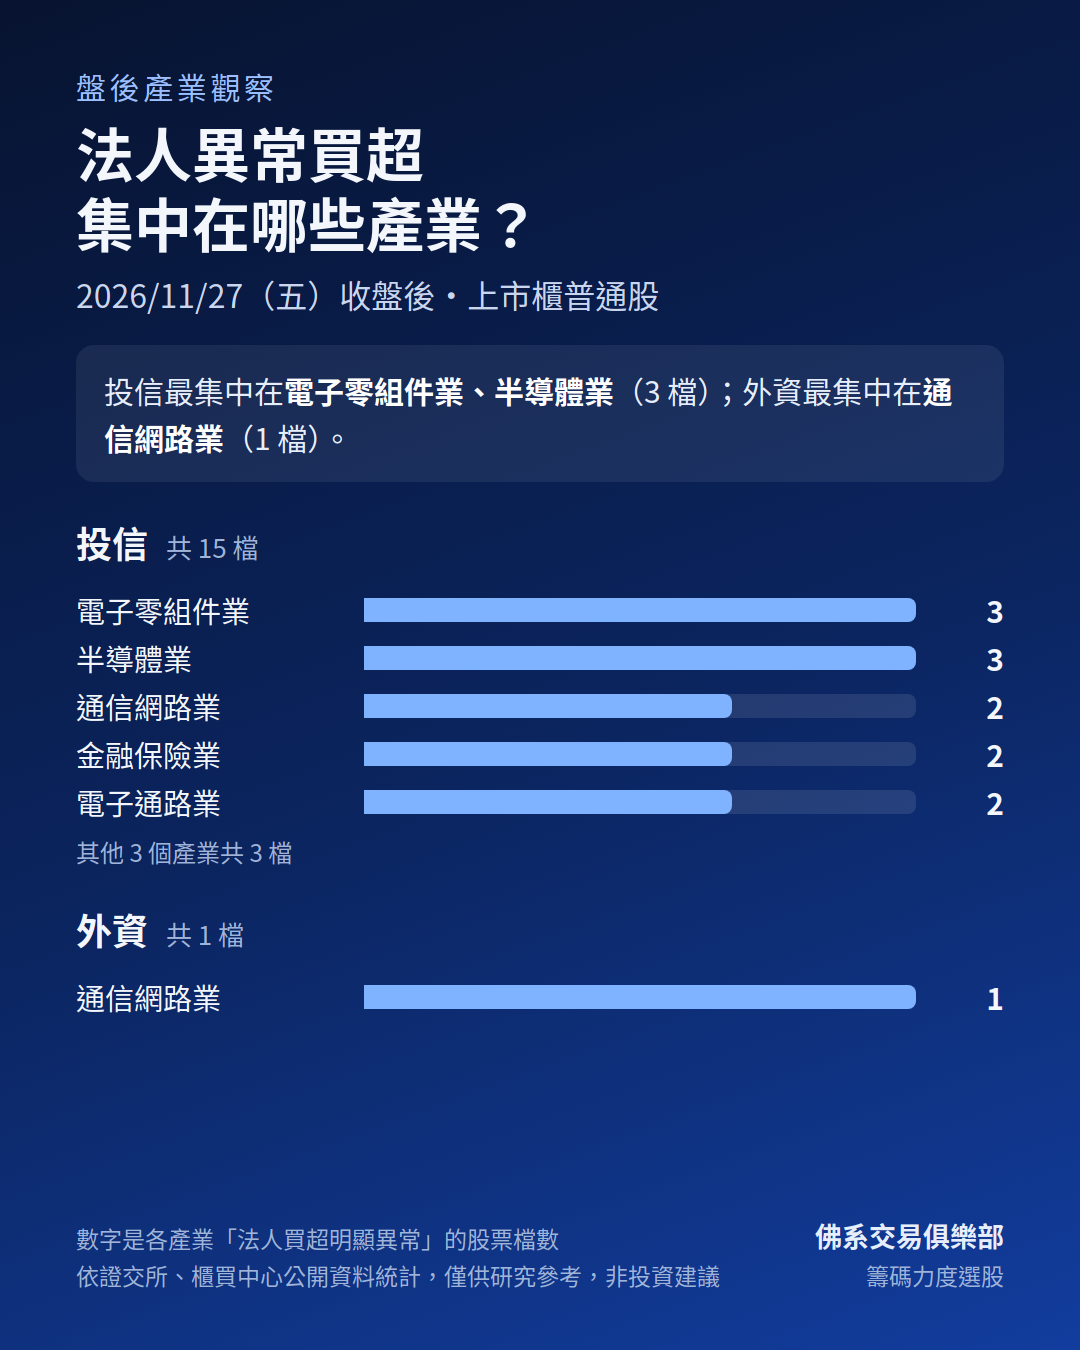 盤後產業觀察
法人異常買超
集中在哪些產業？
2026/11/27（五）收盤後・上市櫃普通股
投信最集中在電子零組件業、半導體業（3 檔）；外資最集中在通
信網路業（1 檔）。
投信 共 15 檔
電子零組件業 3
半導體業 3
通信網路業 2
金融保險業 2
電子通路業 2
其他 3 個產業共 3 檔
外資 共 1 檔
通信網路業 1
數字是各產業「法人買超明顯異常」的股票檔數
依證交所、櫃買中心公開資料統計，僅供研究參考，非投資建議
佛系交易俱樂部
籌碼力度選股